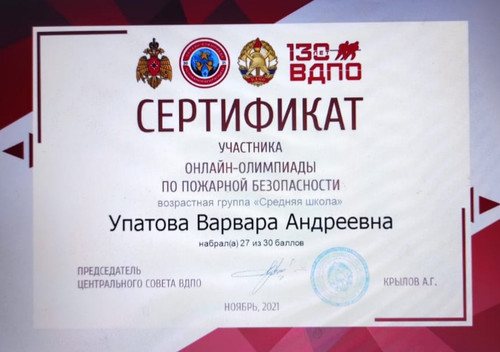 130 ЛЕТ
ВДПО
СЕРТИФИКАТ
УЧАСТНИКА
ОНЛАЙН-ОЛИМПИАДЫ
ПО ПОЖАРНОЙ БЕЗОПАСНОСТИ
возрастная группа «Средняя школа»
Упатова Варвара Андреевна
набрал(а) 27 из 30 баллов
ПРЕДСЕДАТЕЛЬ
ЦЕНТРАЛЬНОГО СОВЕТА ВДПО
КРЫЛОВ А.Г.
НОЯБРЬ, 2021